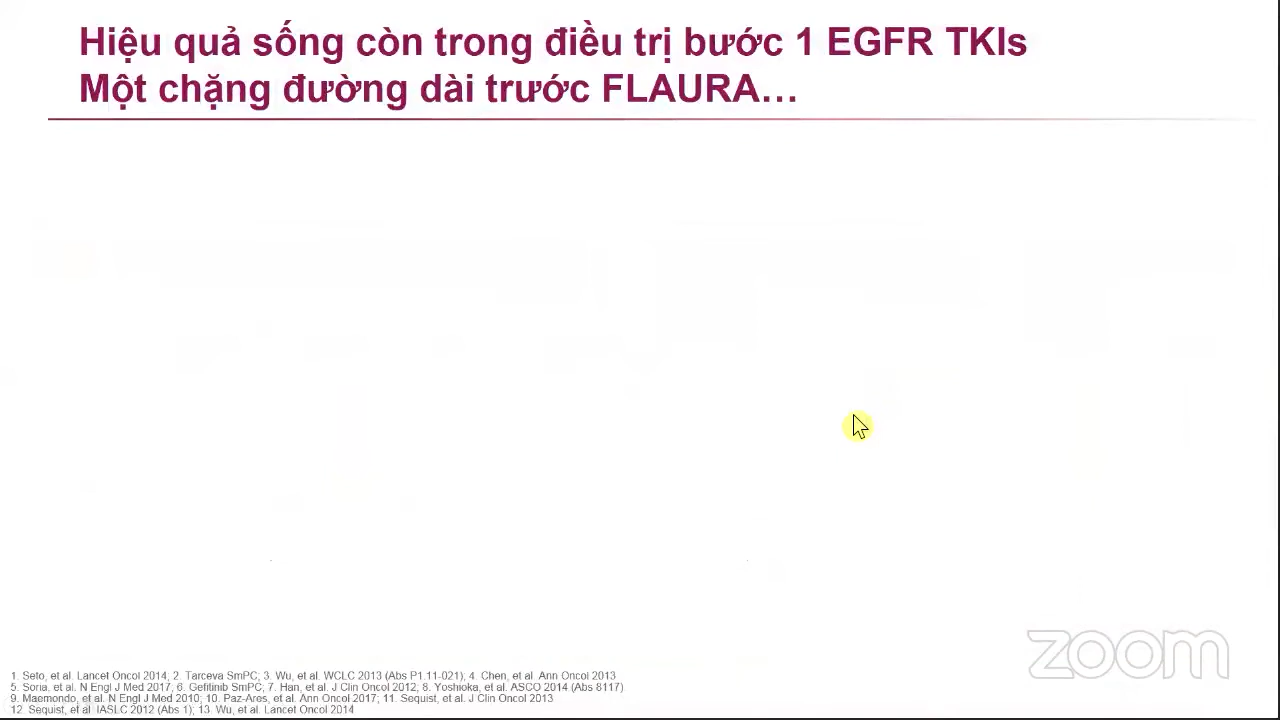 Hiệu quả sống còn trong điều trị bước 1 EGFR TKIs
Một chặng đường dài trước FLAURA…
1. Seto, et al. Lancet Oncol 2014; 2. Tarceva SmPC; 3. Wu, et al. WCLC 2013 (Abs P1.11-021); 4. Chen, et al. Ann Oncol 2013
5. Soria. et al. N Engl J Med 2017; 6. Gefitinib SmPC; 7. Han, et al. J Clin Oncol 2012; 8. Yoshioka, et al. ASCO 2014 (Abs 8117)
9. Maemondo, et al. N Engl J Med 2010; 10. Paz-Ares, et al. Ann Oncol 2017; 11. Sequist, et al. J Clin Oncol 2013
12. Sequist, et al. IASLC 2012 (Abs 1); 13. Wu, et al. Lancet Oncol 2014
zoom